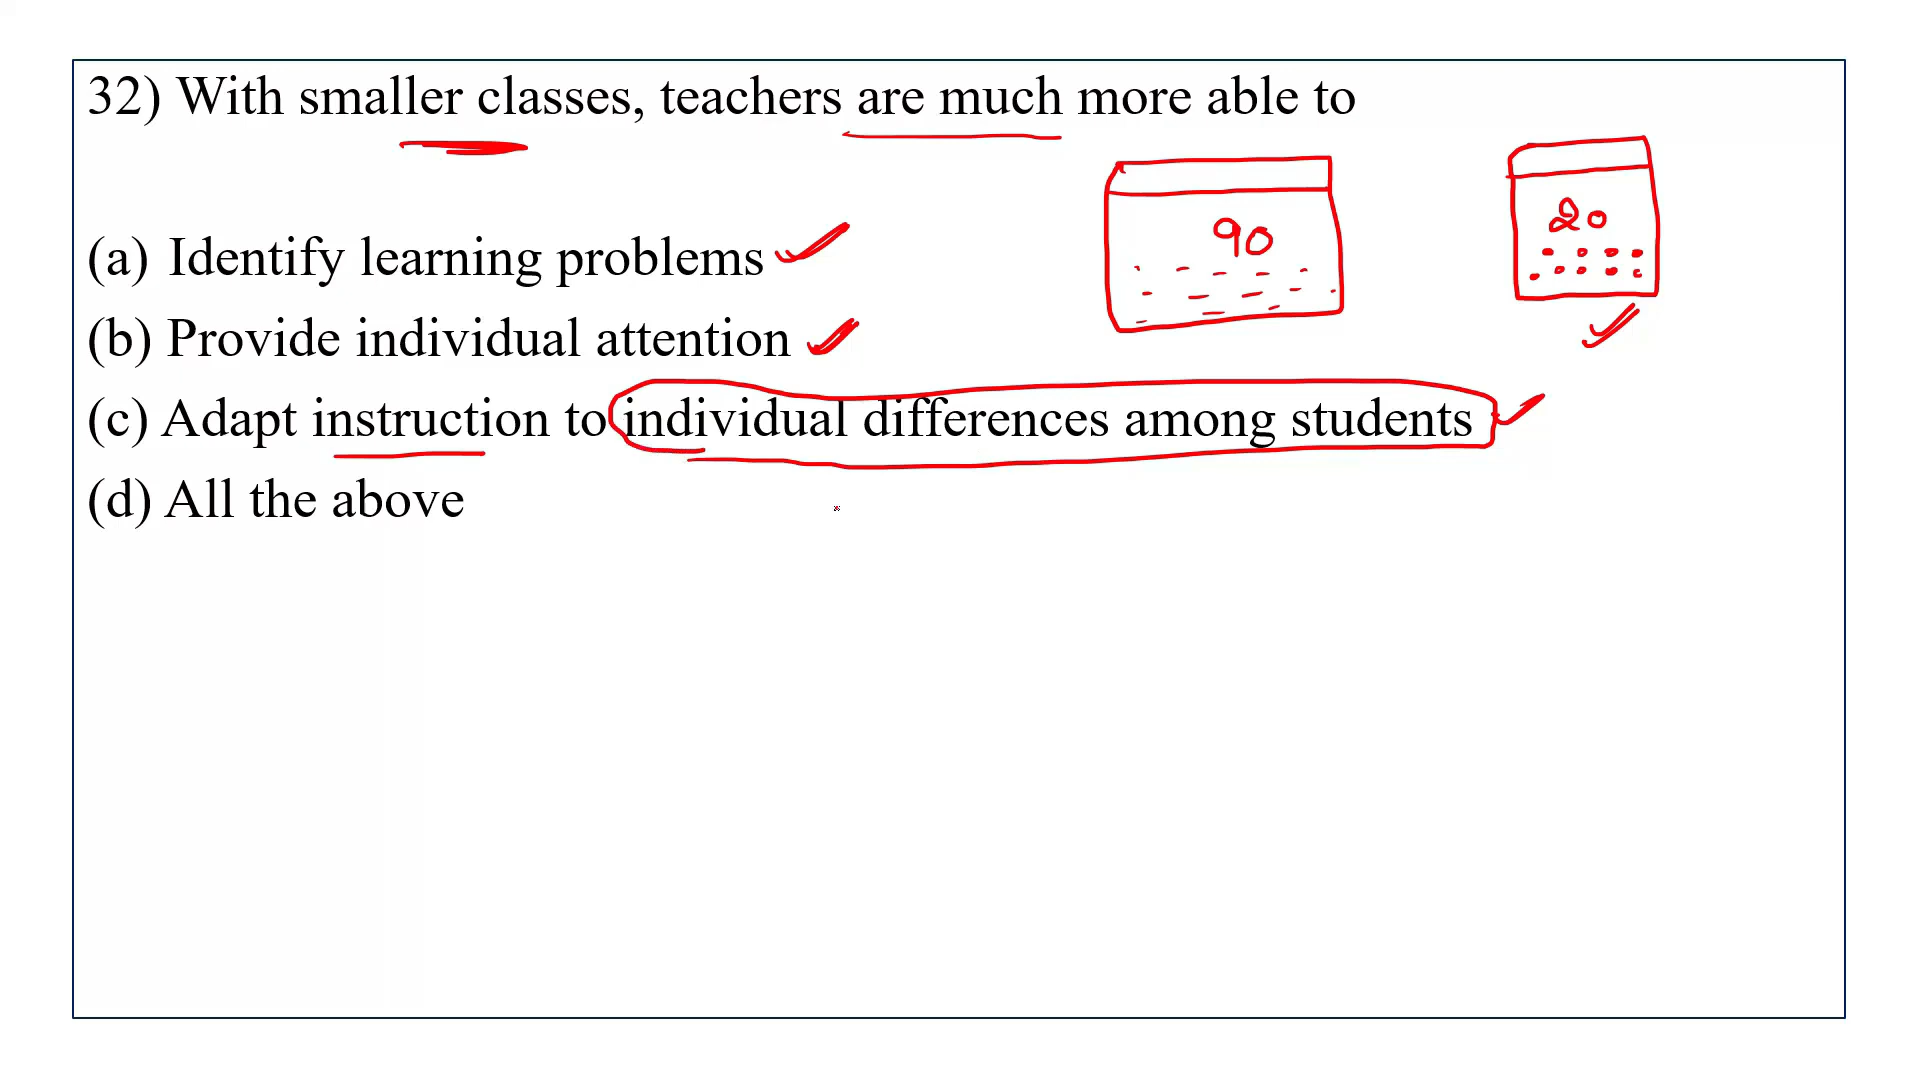 32) With smaller classes, teachers are much more able to
90
20
(a) Identify learning problems
(b) Provide individual attention
(c) Adapt instruction to individual differences among students
(d) All the above